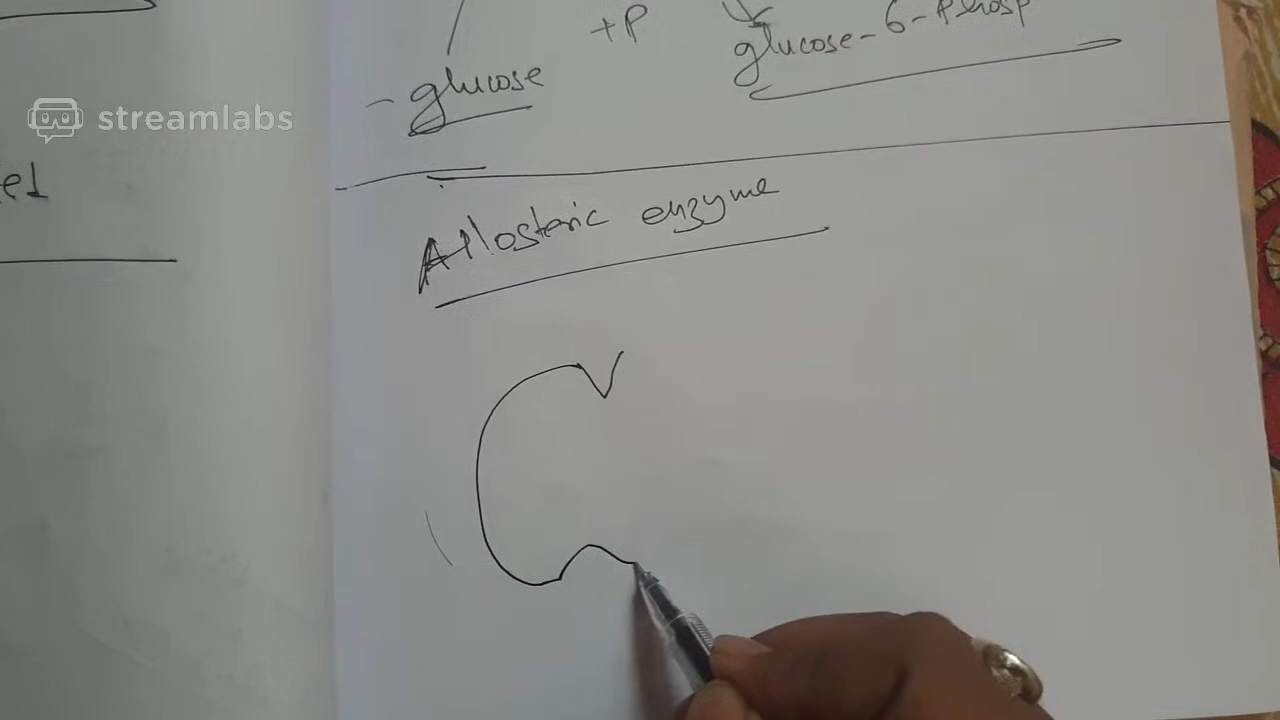 +P
glucose-6-Phosp
- glucose
streamlabs
el
Allosteric enzyme